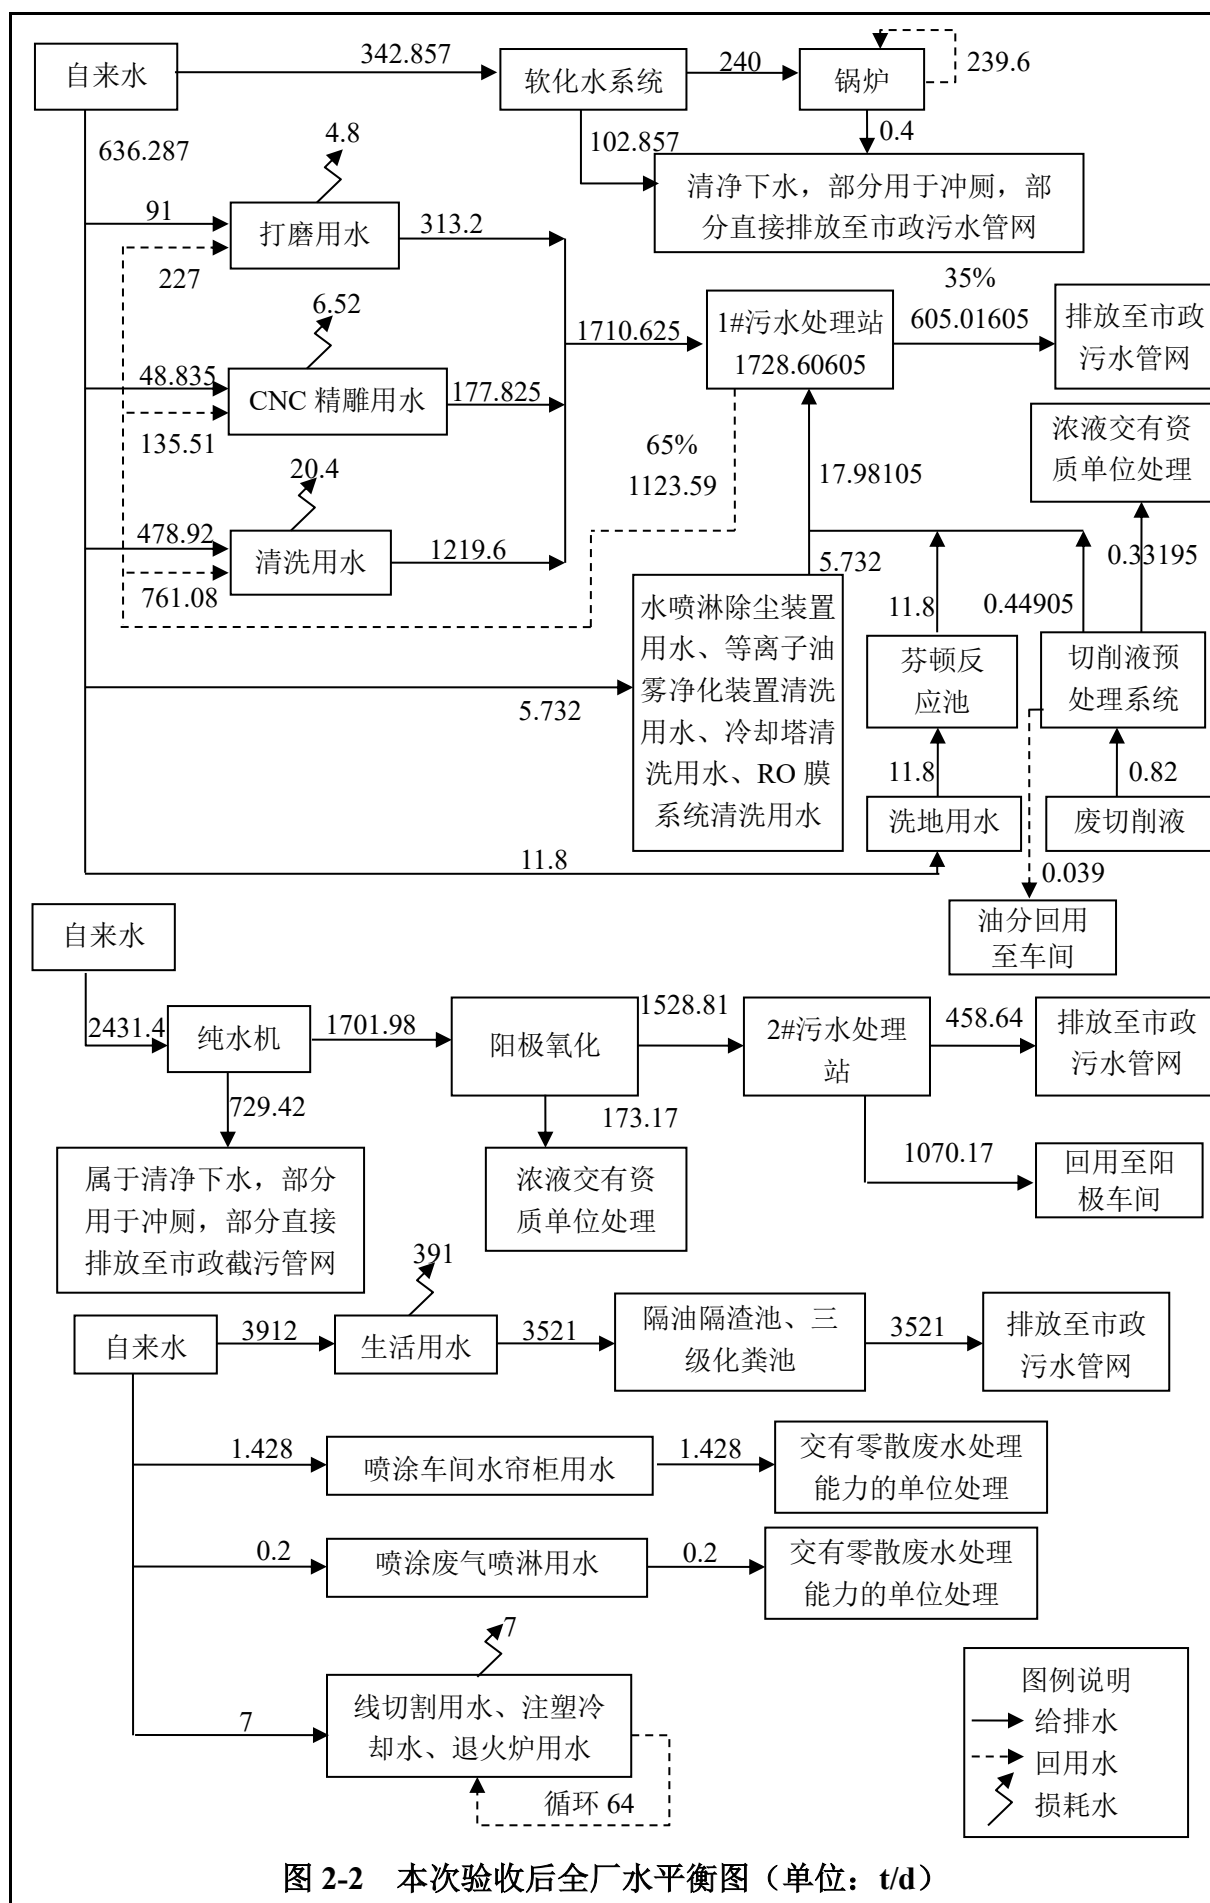 自来水
342.857
软化水系统
240
锅炉
239.6
636.287
4.8
102.857
0.4
清净下水，部分用于冲厕，部
分直接排放至市政污水管网
91
打磨用水
313.2
227
6.52
1710.625
1#污水处理站
1728.60605
35%
605.01605
排放至市政
污水管网
48.835
CNC 精雕用水
177.825
135.51
20.4
65%
1123.59
17.98105
浓液交有资
质单位处理
478.92
清洗用水
1219.6
761.08
5.732
0.33195
11.8
0.44905
水喷淋除尘装置
用水、等离子油
雾净化装置清洗
用水、冷却塔清
洗用水、RO 膜
系统清洗用水
芬顿反
应池
切削液预
处理系统
5.732
11.8
0.82
洗地用水
废切削液
11.8
0.039
油分回用
至车间
自来水
2431.4
纯水机
1701.98
阳极氧化
1528.81
2#污水处理
站
458.64
排放至市政
污水管网
729.42
173.17
1070.17
回用至阳
极车间
属于清净下水，部分
用于冲厕，部分直接
排放至市政截污管网
浓液交有资
质单位处理
391
自来水
3912
生活用水
3521
隔油隔渣池、三
级化粪池
3521
排放至市政
污水管网
1.428
喷涂车间水帘柜用水
1.428
交有零散废水处理
能力的单位处理
0.2
喷涂废气喷淋用水
0.2
交有零散废水处理
能力的单位处理
7
7
线切割用水、注塑冷
却水、退火炉用水
循环 64
图例说明
给排水
回用水
损耗水
图 2-2 本次验收后全厂水平衡图（单位：t/d）